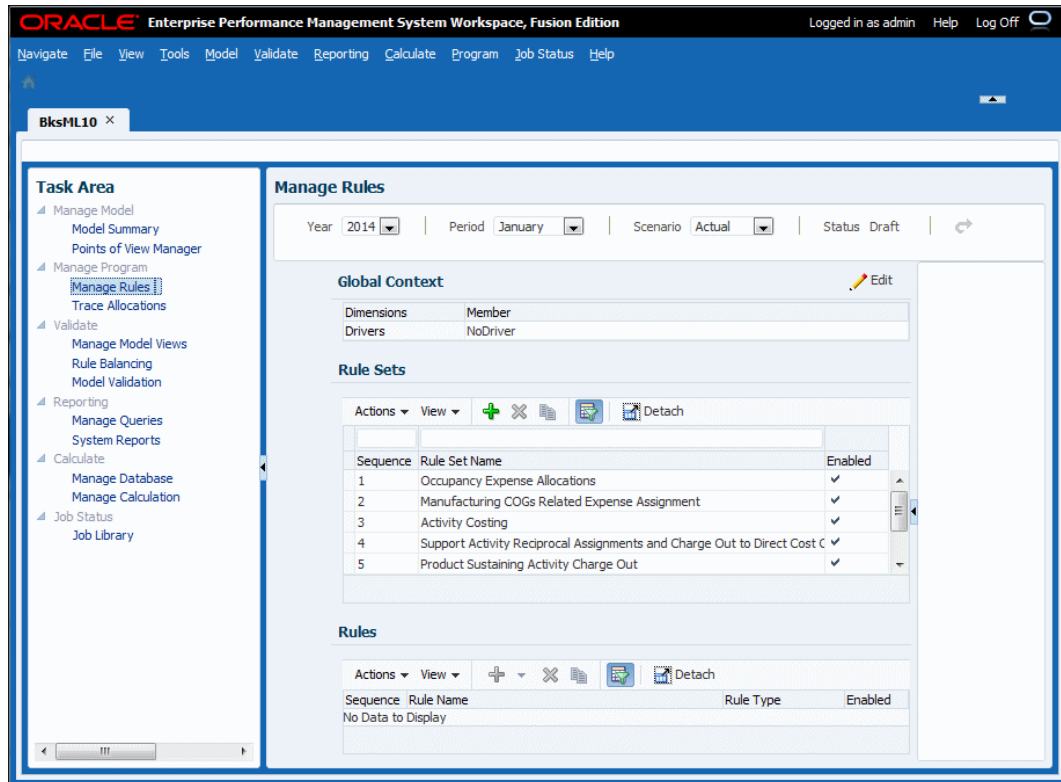 ORACLE Enterprise Performance Management System Workspace, Fusion Edition Logged in as admin Help Log Off
Navigate File View Tools Model Validate Reporting Calculate Program Job Status Help
BksML10 ×
Task Area
Manage Model
Model Summary
Points of View Manager
Manage Program
Manage Rules
Trace Allocations
Validate
Manage Model Views
Rule Balancing
Model Validation
Reporting
Manage Queries
System Reports
Calculate
Manage Database
Manage Calculation
Job Status
Job Library
Manage Rules
Year 2014 Period January Scenario Actual Status Draft
Global Context Edit
Dimensions Member
Drivers NoDriver
Rule Sets
Actions View Detach
Sequence Rule Set Name Enabled
1 Occupancy Expense Allocations
2 Manufacturing COGs Related Expense Assignment
3 Activity Costing
4 Support Activity Reciprocal Assignments and Charge Out to Direct Cost C
5 Product Sustaining Activity Charge Out
Rules
Actions View Detach
Sequence Rule Name Rule Type Enabled
No Data to Display